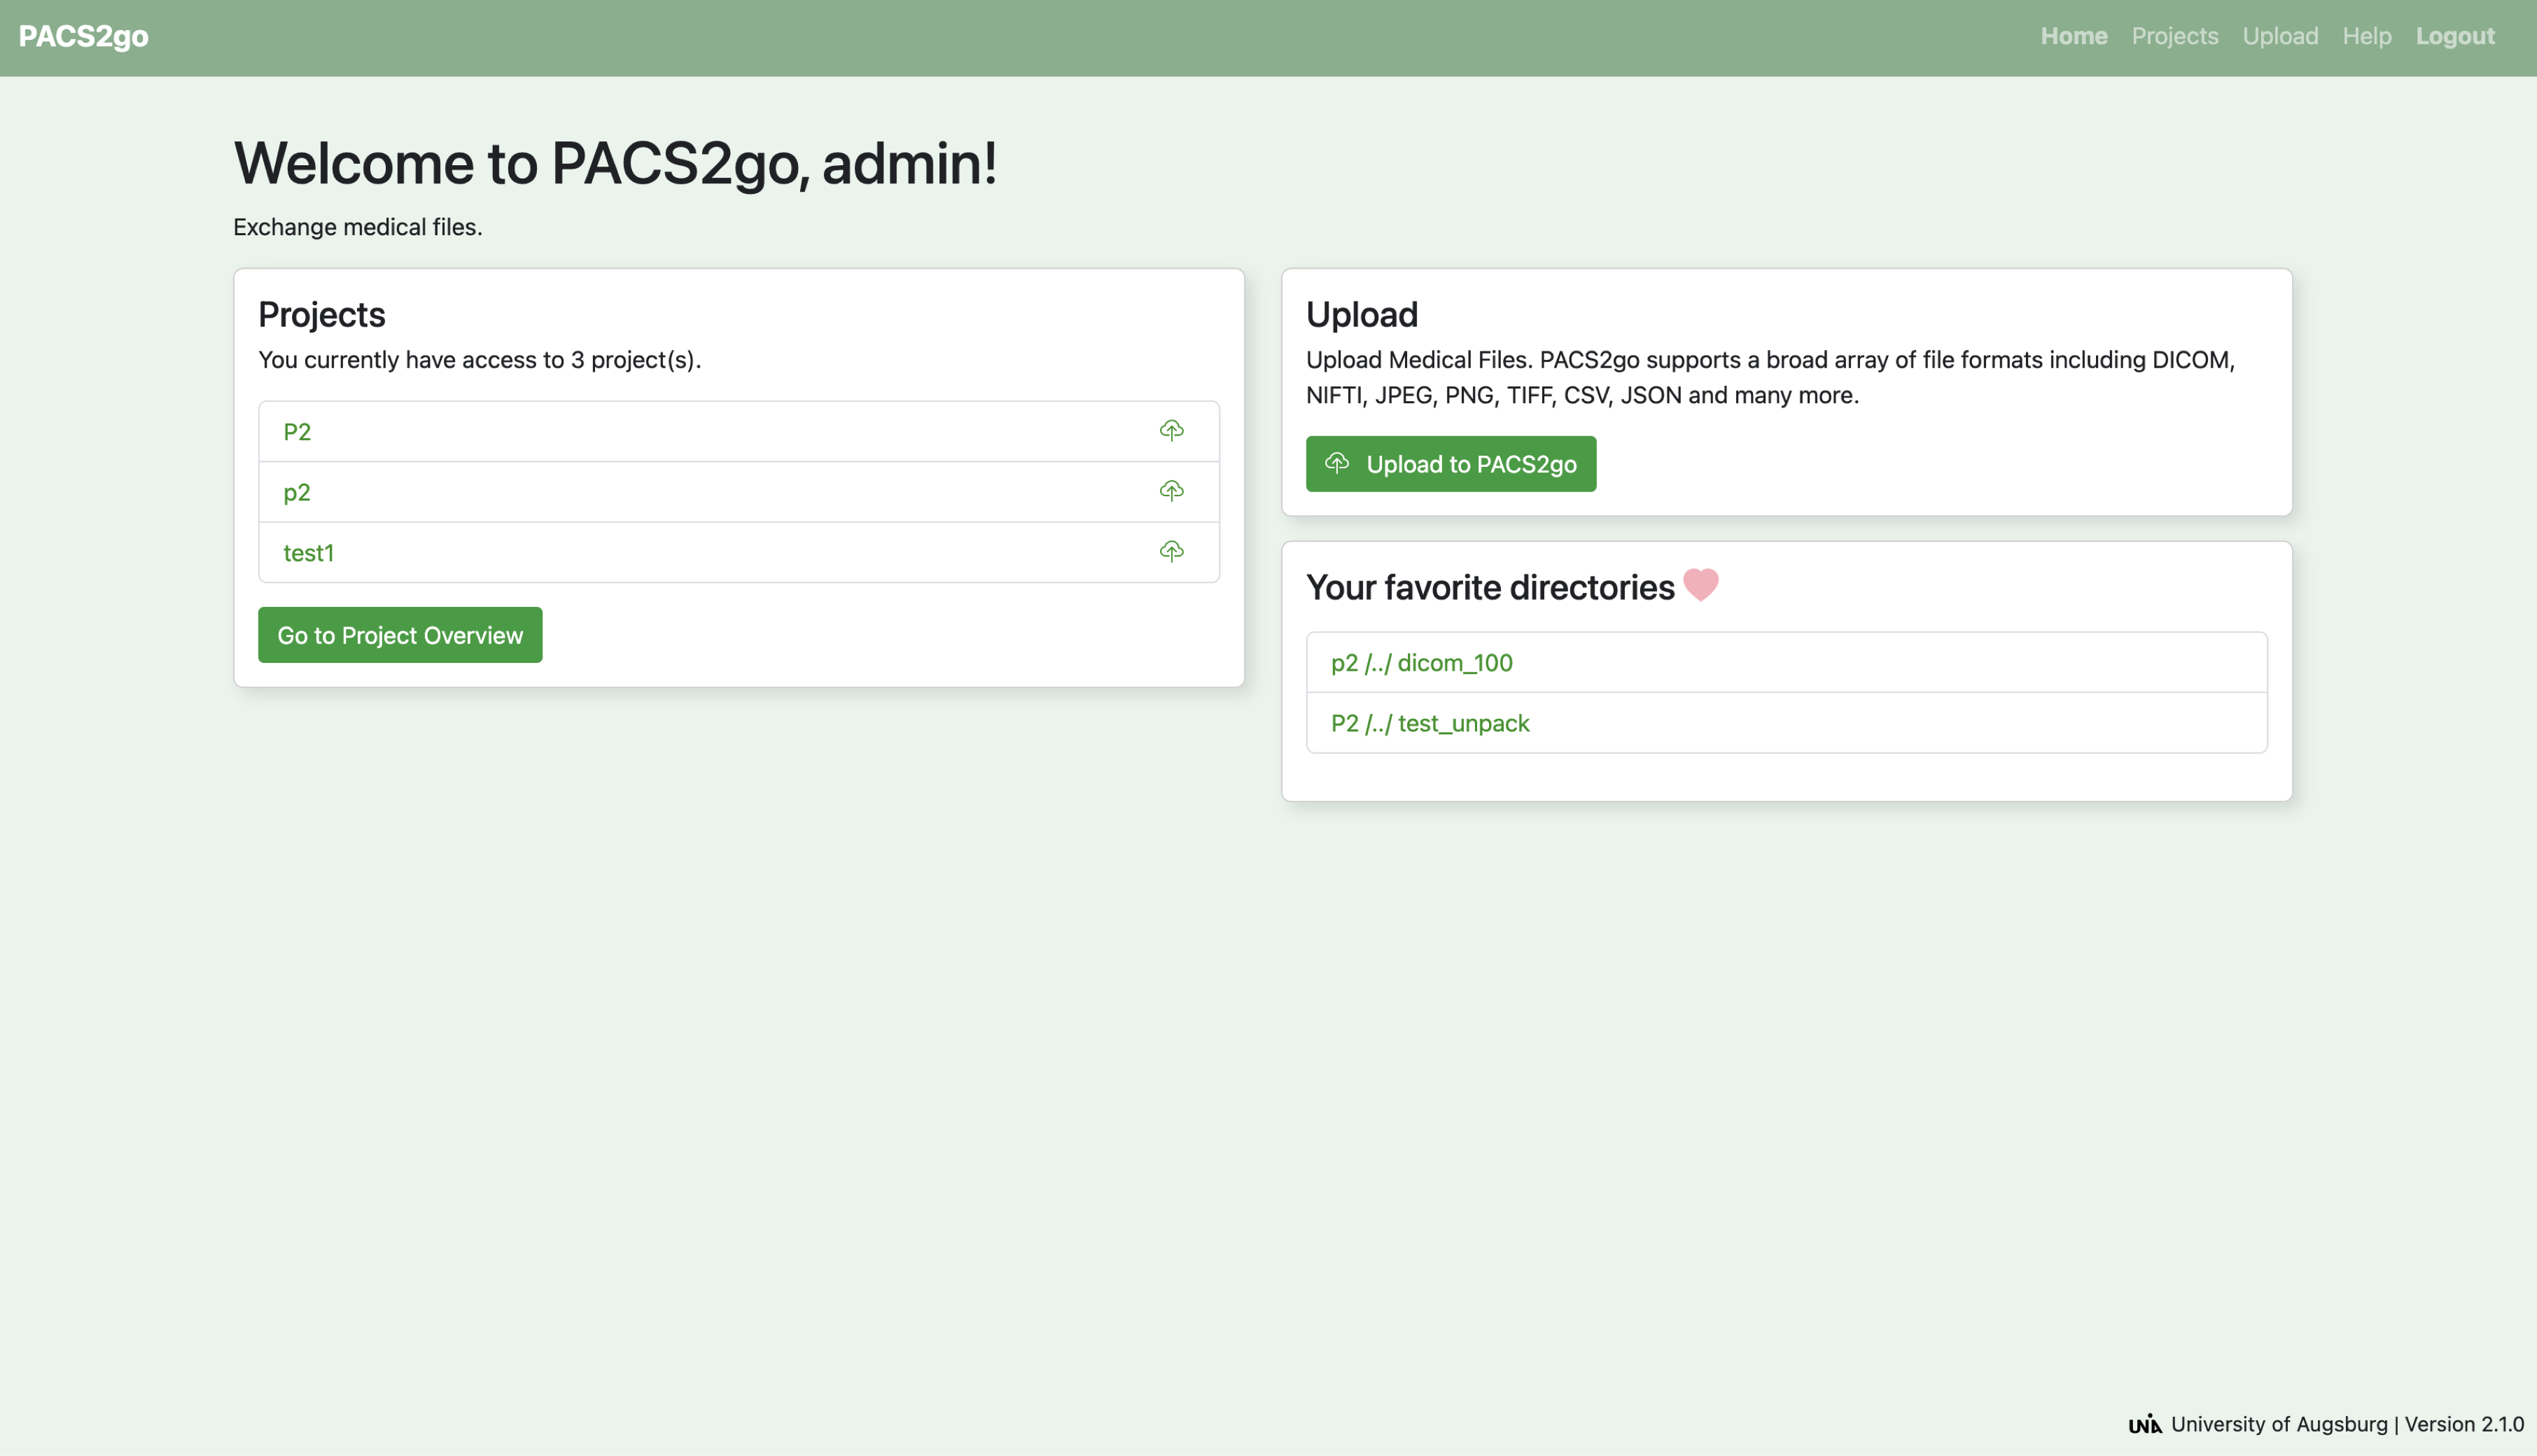 PACS2go
Home Projects Upload Help Logout
Welcome to PACS2go, admin!
Exchange medical files.
Projects
You currently have access to 3 project(s).
P2
p2
test1
Go to Project Overview
Upload
Upload Medical Files. PACS2go supports a broad array of file formats including DICOM,
NIFTI, JPEG, PNG, TIFF, CSV, JSON and many more.
Upload to PACS2go
Your favorite directories
p2 /../ dicom_100
P2 /../ test_unpack
UNIA University of Augsburg | Version 2.1.0